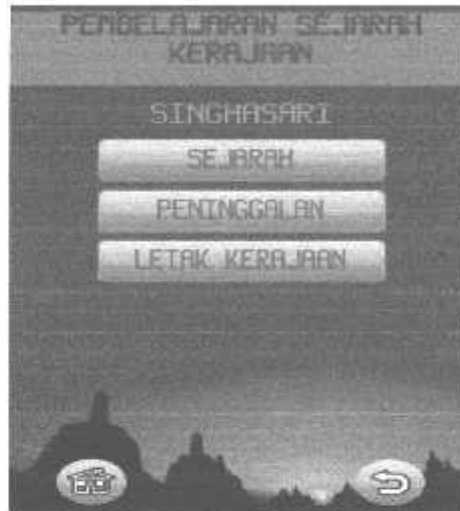 PEMBELAJARAN SEJARAH
KERAJAAN
SINGHASARI
SEJARAH
PENINGGALAN
LETAK KERAJAAN